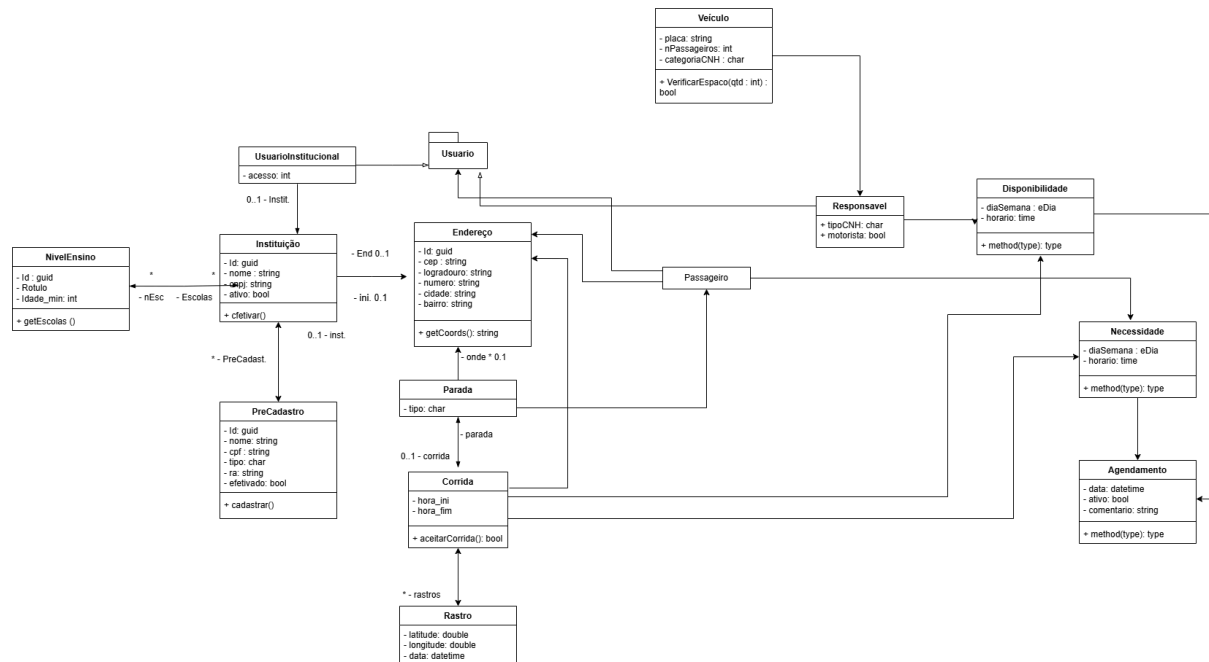 Veículo
- placa: string
- nPassageiros: int
- categoriaCNH : char
+ VerificarEspaco(qtd : int) :
bool
UsuarioInstitucional
- acesso: int
Usuario
0..1 - Instit.
Responsavel
+ tipoCNH: char
+ motorista: bool
Disponibilidade
- diaSemana : eDia
- horario: time
+ method(type): type
NivelEnsino
- Id : guid
- Rotulo
- Idade_min: int
+ getEscolas ()
*
*
- nEsc
- Escolas
Instituição
- Id: guid
- nome : string
- cnpj: string
- ativo: bool
+ cfetivar()
- End 0..1
- ini. 0.1
0..1 - inst.
Endereço
- Id: guid
- cep : string
- logradouro: string
- numero: string
- cidade: string
- bairro: string
+ getCoords(): string
Passageiro
Necessidade
- diaSemana : eDia
- horario: time
+ method(type): type
* - PreCadast.
- onde * 0.1
Parada
- tipo: char
- parada
0..1 - corrida
PreCadastro
- Id: guid
- nome: string
- cpf : string
- tipo: char
- ra: string
- efetivado: bool
+ cadastrar()
Corrida
- hora_ini
- hora_fim
+ aceitarCorrida(): bool
Agendamento
- data: datetime
- ativo: bool
- comentario: string
+ method(type): type
* - rastros
Rastro
- latitude: double
- longitude: double
- data: datetime